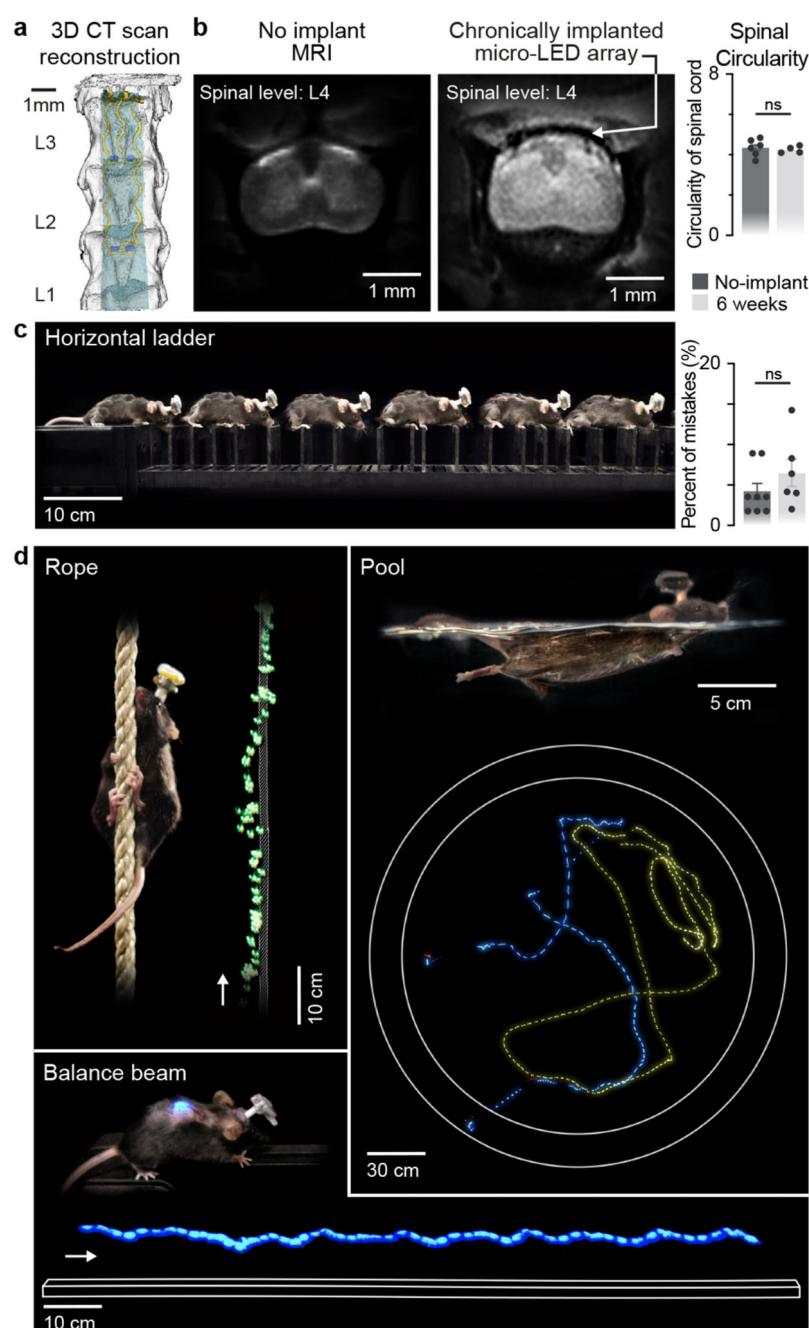 a
3D CT scan
reconstruction
1mm
L3
L2
L1
b
No implant
MRI
Spinal level: L4
1 mm
Chronically implanted
micro-LED array
Spinal level: L4
1 mm
Spinal
Circularity
Circularity of spinal cord
8
ns
0
No-implant
6 weeks
c
Horizontal ladder
10 cm
Percent of mistakes (%)
20
ns
0
d
Rope
10 cm
Pool
5 cm
30 cm
Balance beam
10 cm